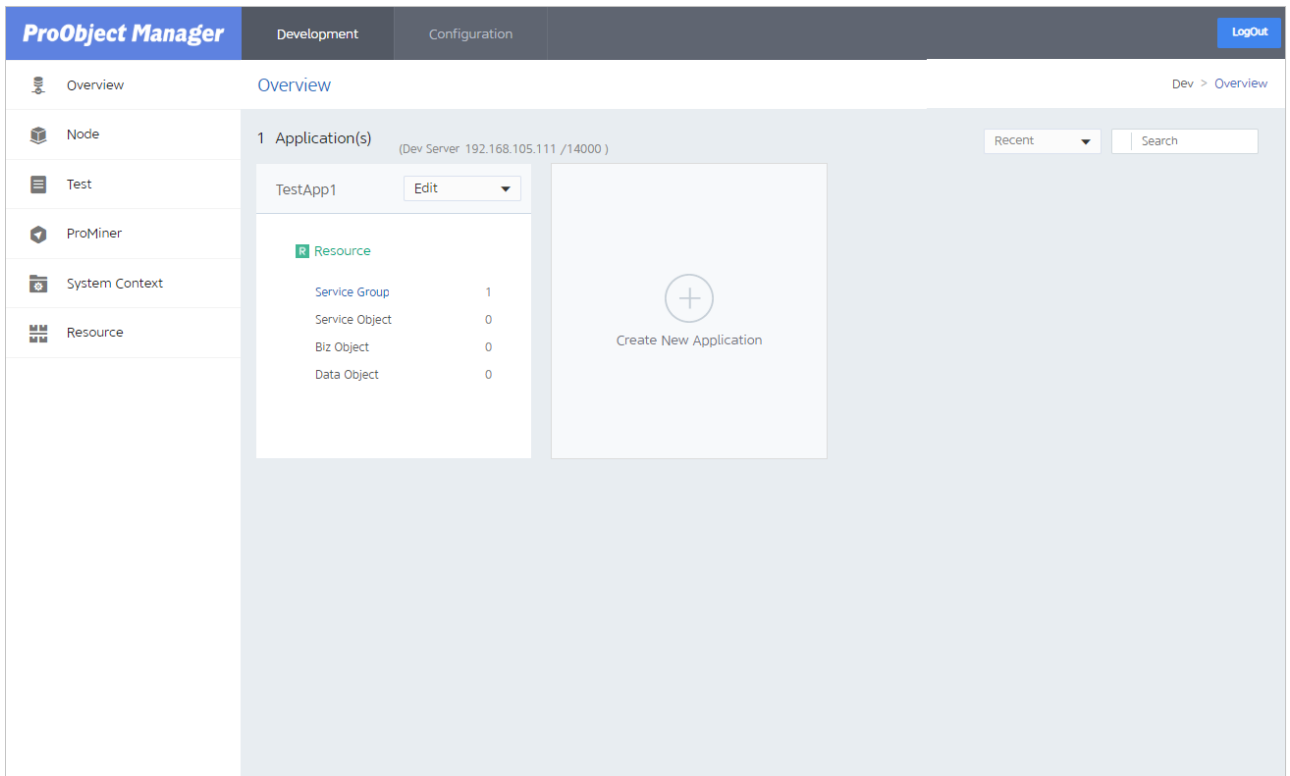 ProObject Manager Development Configuration LogOut
Overview
Node
Test
ProMiner
System Context
Resource
Overview Dev > Overview
1 Application(s) (Dev Server 192.168.105.111 /14000 ) Recent Search
TestApp1 Edit
R Resource
Service Group 1
Service Object 0
Biz Object 0
Data Object 0
Create New Application